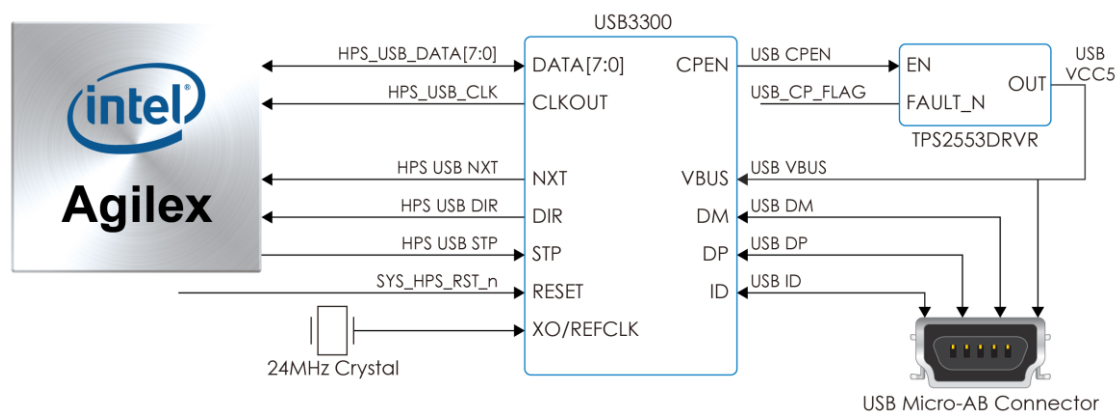 USB3300
intel®
Agilex
HPS_USB_DATA[7:0]
HPS_USB_CLK
HPS USB NXT
HPS USB DIR
HPS USB STP
SYS_HPS_RST_n
24MHz Crystal
DATA[7:0]
CLKOUT
NXT
DIR
STP
RESET
XO/REFCLK
CPEN
VBUS
DM
DP
ID
USB CPEN
USB_CP_FLAG
USB VBUS
USB DM
USB DP
USB ID
EN
FAULT_N
OUT
TPS2553DRVR
USB
VCC5
USB Micro-AB Connector